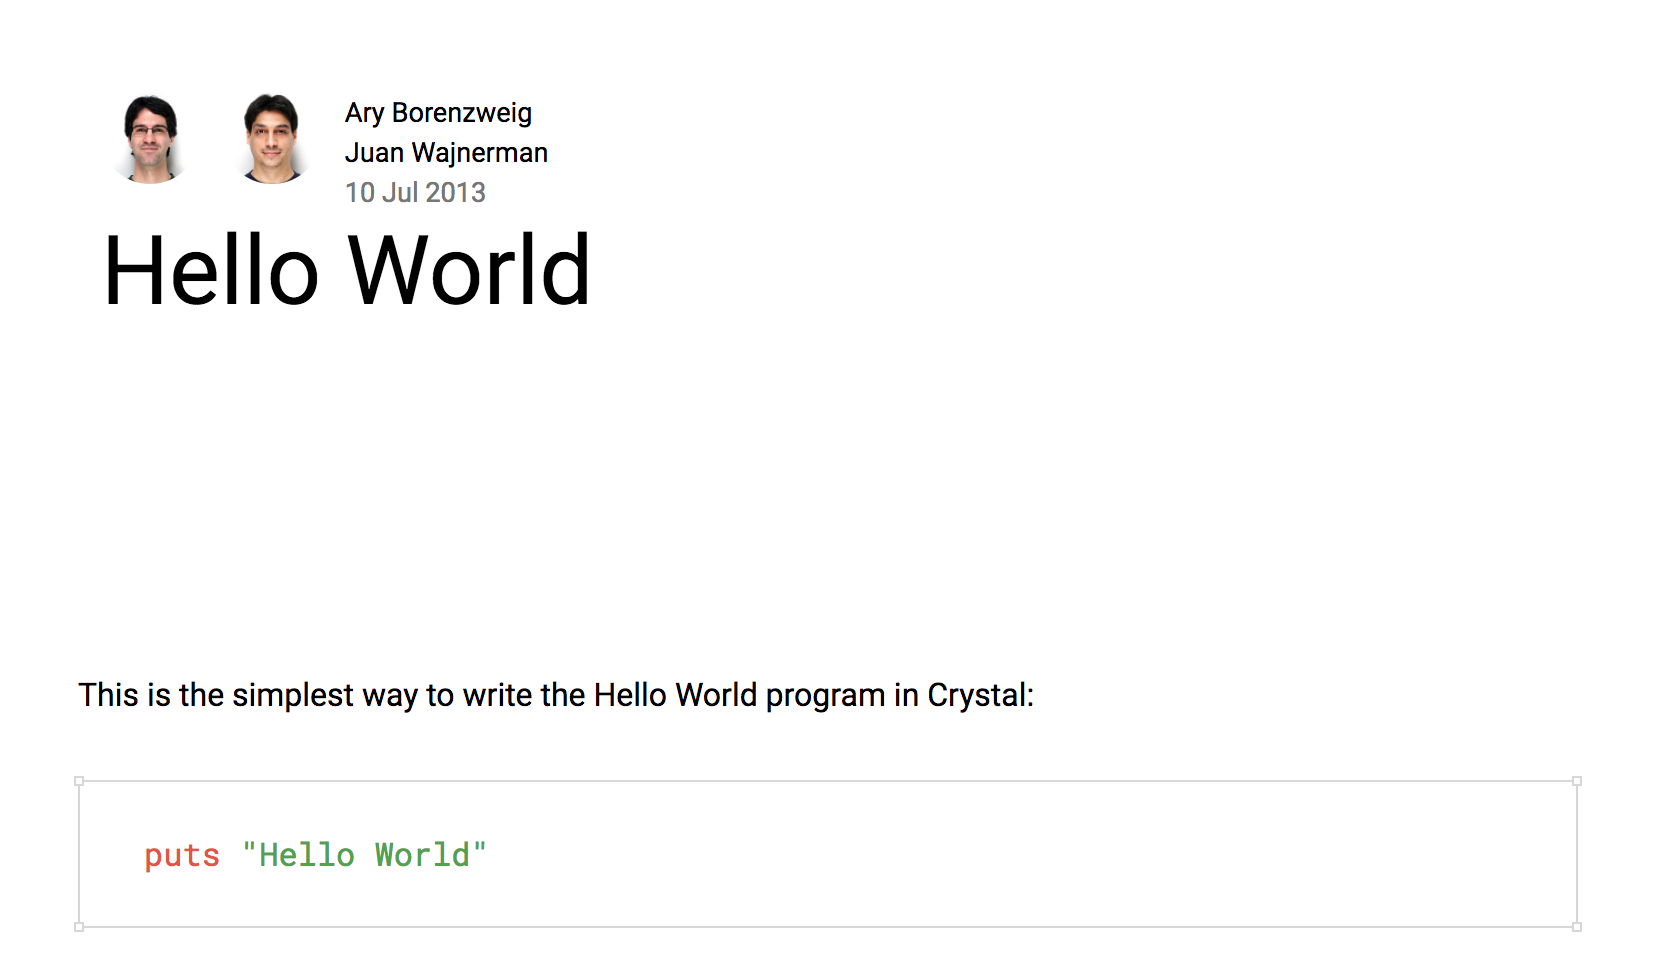 Ary Borenzweig
Juan Wajnerman
10 Jul 2013
Hello World
This is the simplest way to write the Hello World program in Crystal:
puts "Hello World"